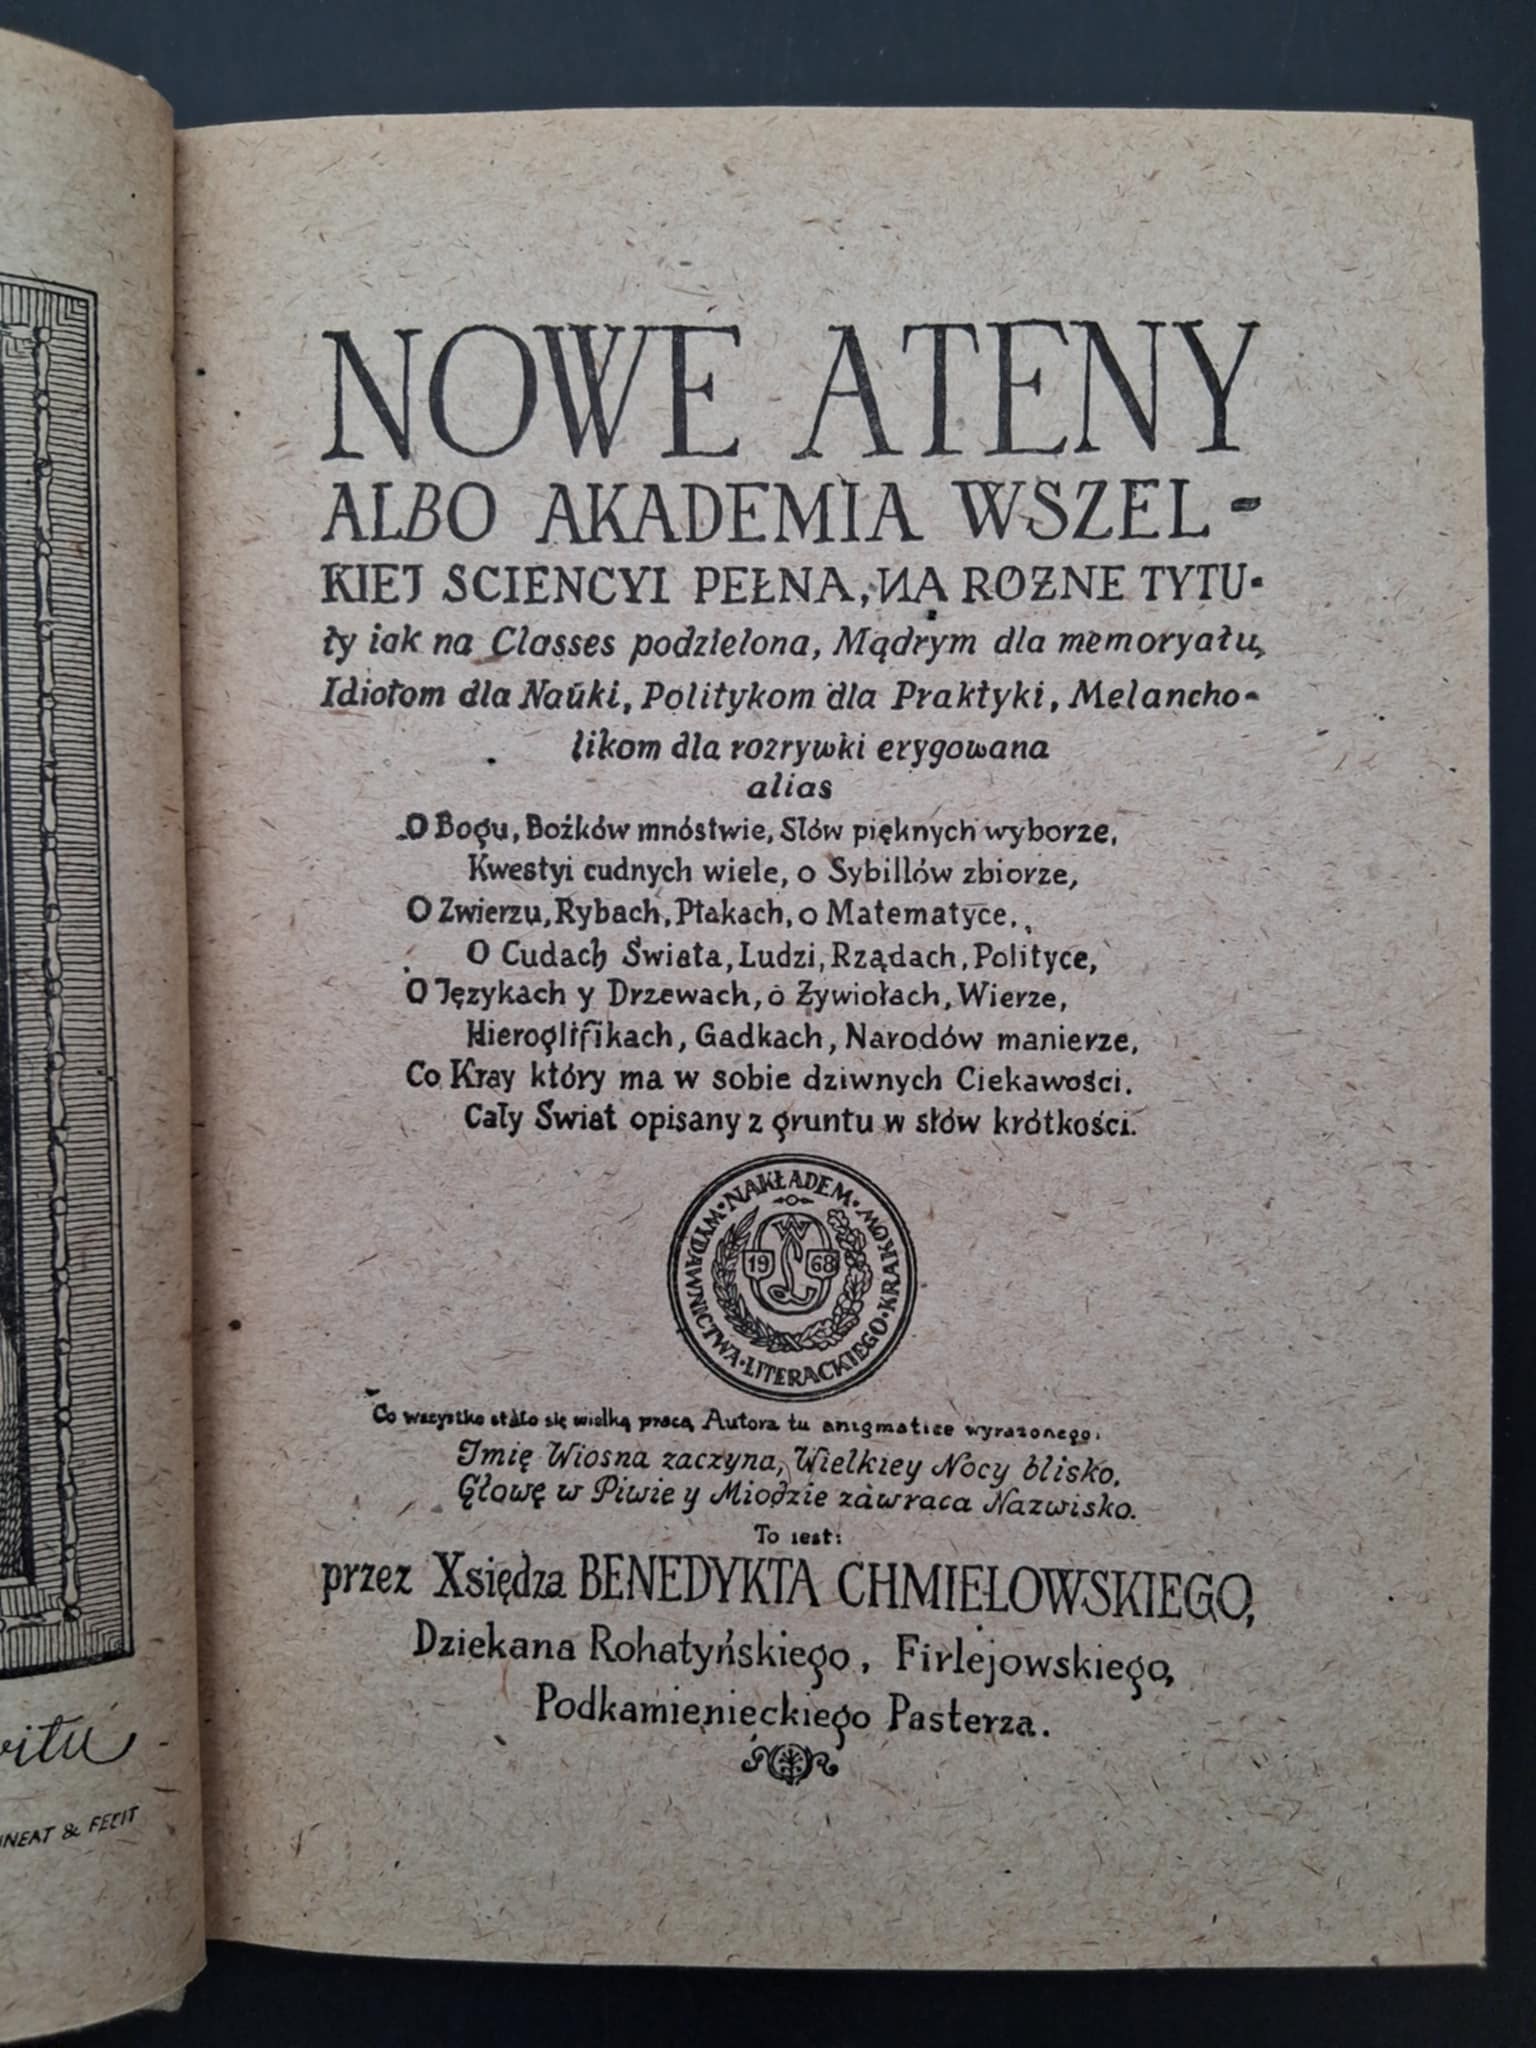 NOWE ATENY
ALBO AKADEMIA WSZEL-
KIEJ SCIENCYI PEŁNA, NA ROZNE TYTU-
ły iak na Classes podzielona, Mądrym dla memoryału,
Idiotom dla Nauki, Politykom dla Praktyki, Melancho-
likom dla rozrywki erygowana
alias
O Bogu, Bożków mnóstwie, Słów pięknych wyborze,
Kwestyi cudnych wiele, o Sybillów zbiorze,
O Zwierzu, Rybach, Ptakach, o Matematyce,
O Cudach Swiata, Ludzi, Rządach, Polityce,
O Językach y Drzewach, o Żywiołach, Wierze,
Hieroglifikach, Gadkach, Narodów manierze,
Co Kray który ma w sobie dziwnych Ciekawości,
Cały Swiat opisany z gruntu w słów krótkości.
NAKŁADEM · WYDAWNICTWA · LITERACKIEGO · KRAKÓW
WL
19 68
Co wszystko stało się wielką pracą Autora tu ænigmatice wyrażonego:
Imię Wiosna zaczyna, Wielkiey Nocy blisko,
Głowę w Piwie y Miodzie zawraca Nazwisko.
To iest:
przez Xsiędza BENEDYKTA CHMIELOWSKIEGO,
Dziekana Rohatyńskiego, Firlejowskiego,
Podkamienieckiego Pasterza.
& FECIT